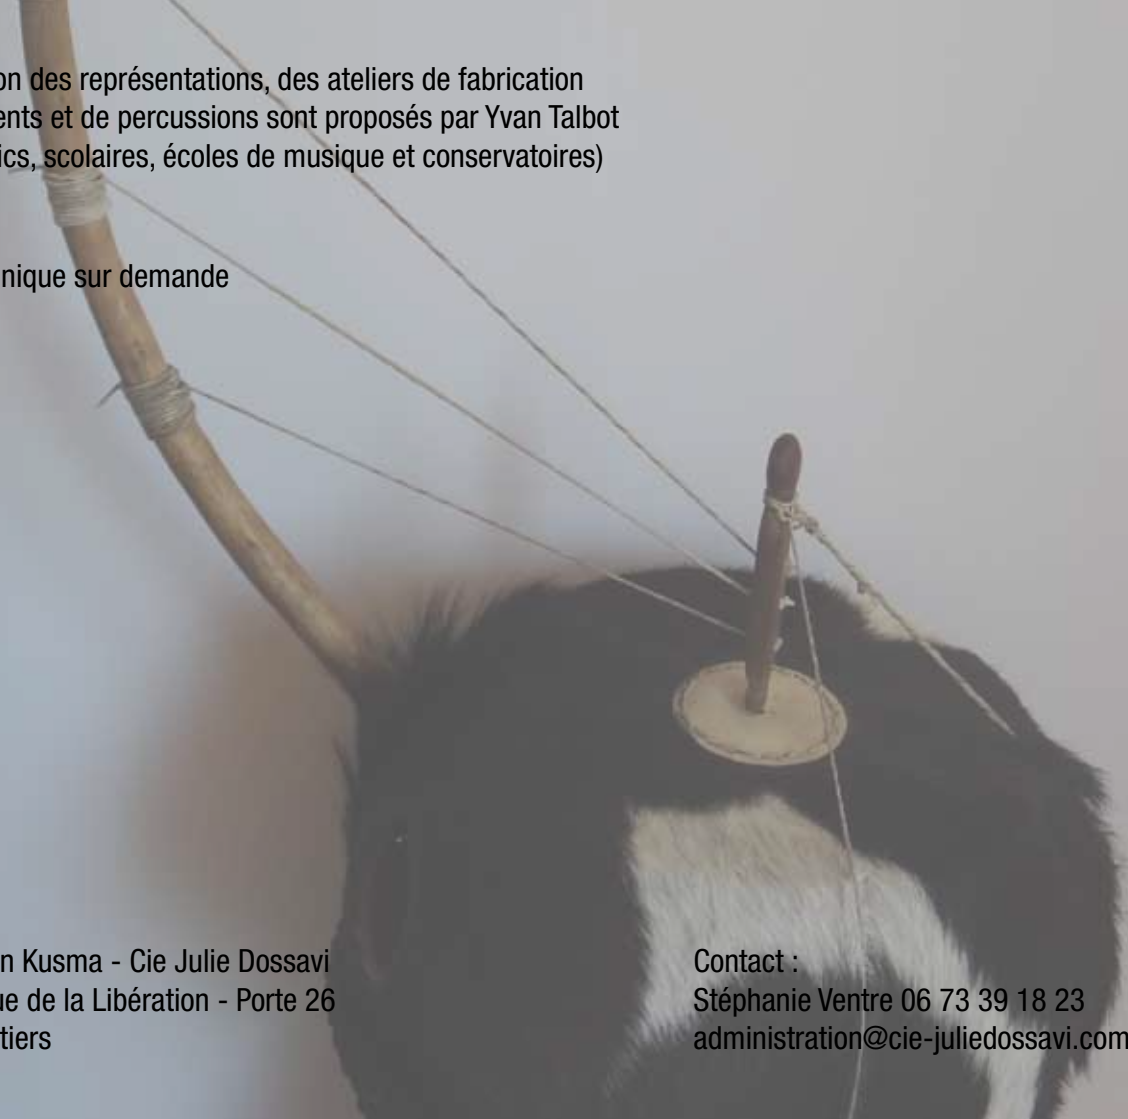 on des représentations, des ateliers de fabrication
ents et de percussions sont proposés par Yvan Talbot
ics, scolaires, écoles de musique et conservatoires)
nique sur demande
n Kusma - Cie Julie Dossavi
ue de la Libération - Porte 26
tiers
Contact :
Stéphanie Ventre 06 73 39 18 23
administration@cie-juliedossavi.com